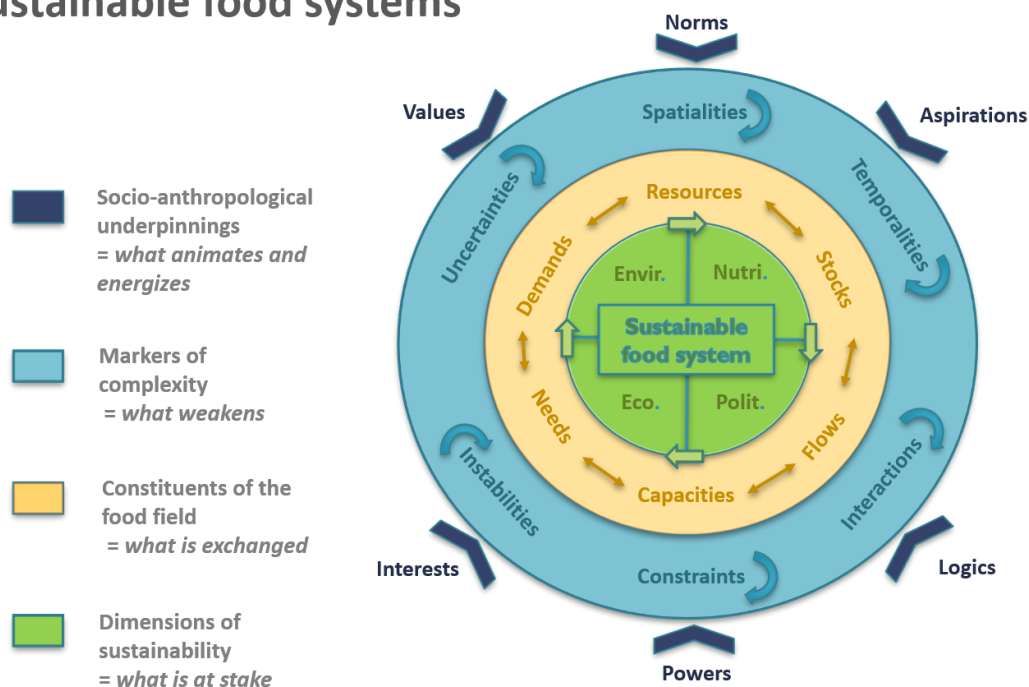 ustainable food systems
Norms
Values
Aspirations
Spatialities
Uncertainties
Temporalities
Resources
Demands
Stocks
Envir.
Nutri.
Sustainable
food system
Eco.
Polit.
Needs
Flows
Capacities
Instabilities
Interactions
Constraints
Interests
Logics
Powers
Socio-anthropological
underpinnings
= what animates and
energizes
Markers of
complexity
= what weakens
Constituents of the
food field
= what is exchanged
Dimensions of
sustainability
= what is at stake